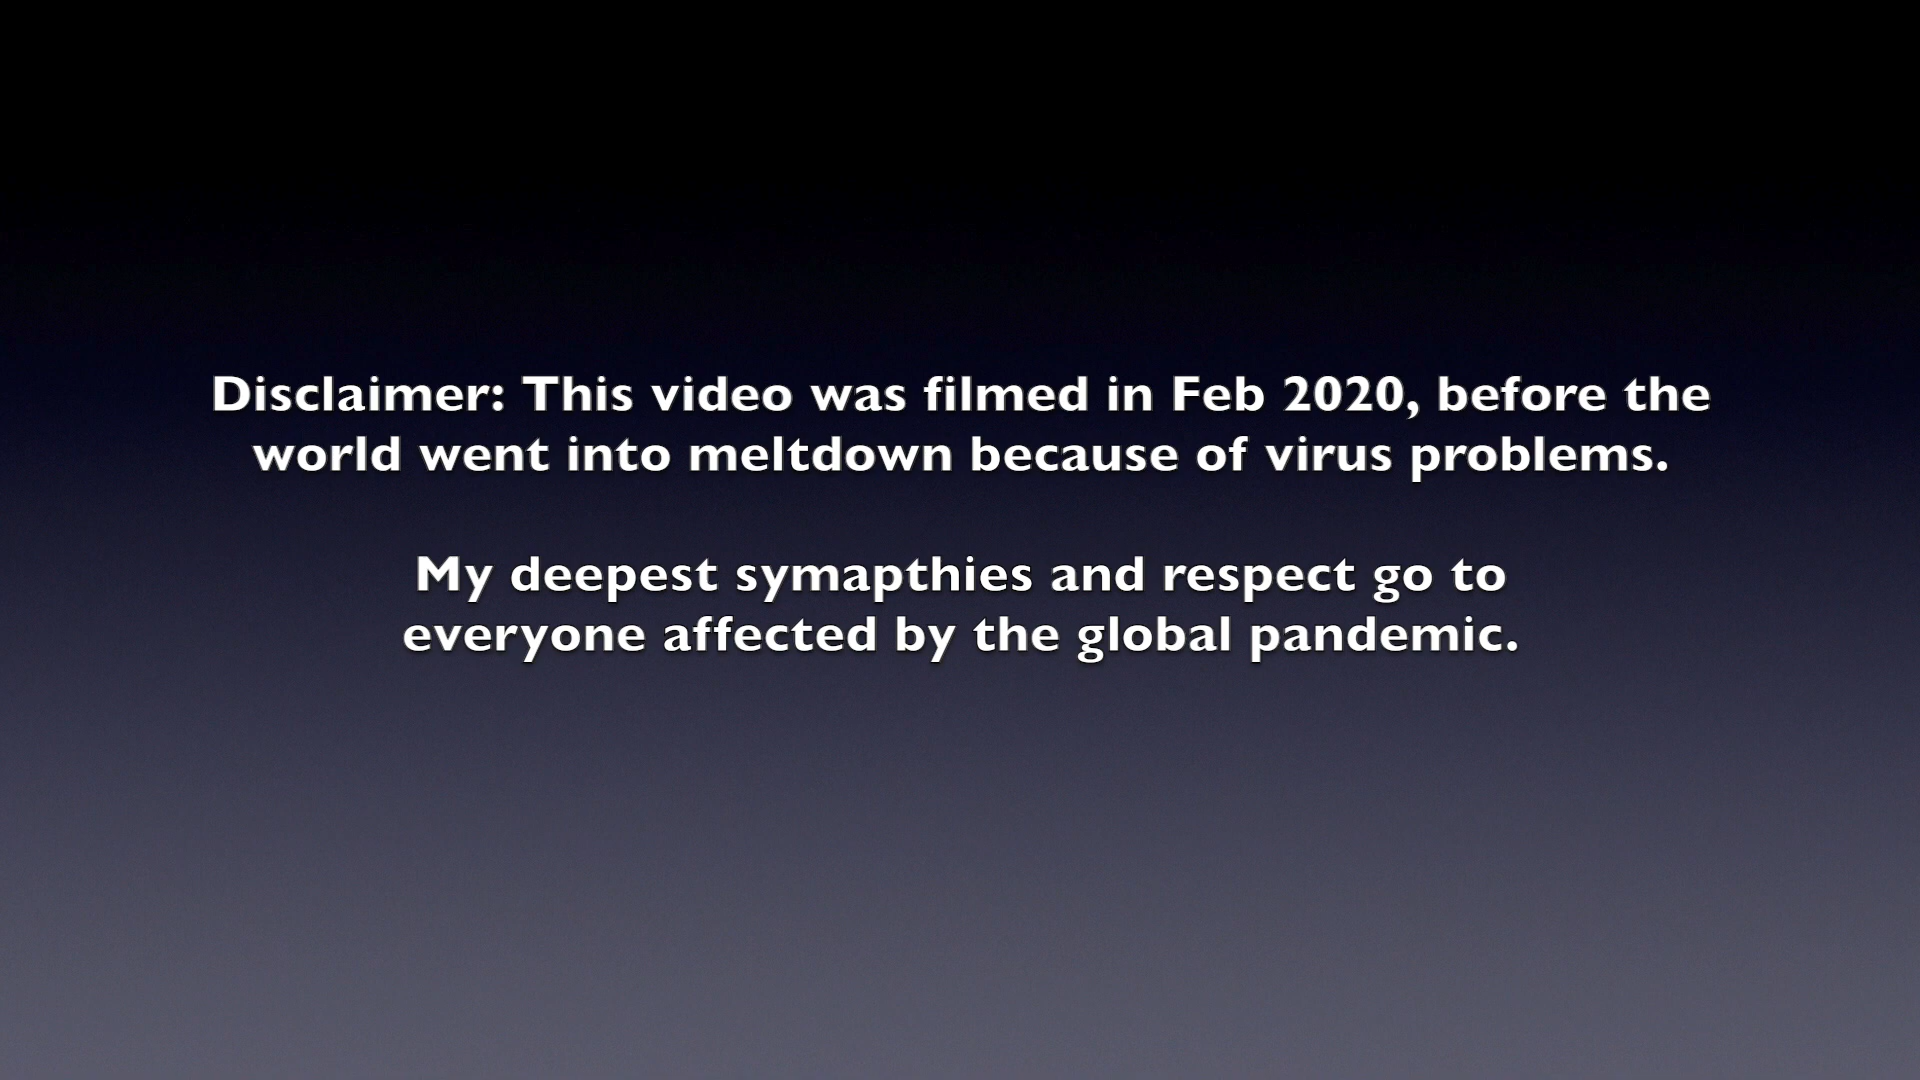 Disclaimer: This video was filmed in Feb 2020, before the
world went into meltdown because of virus problems.
My deepest symapthies and respect go to
everyone affected by the global pandemic.